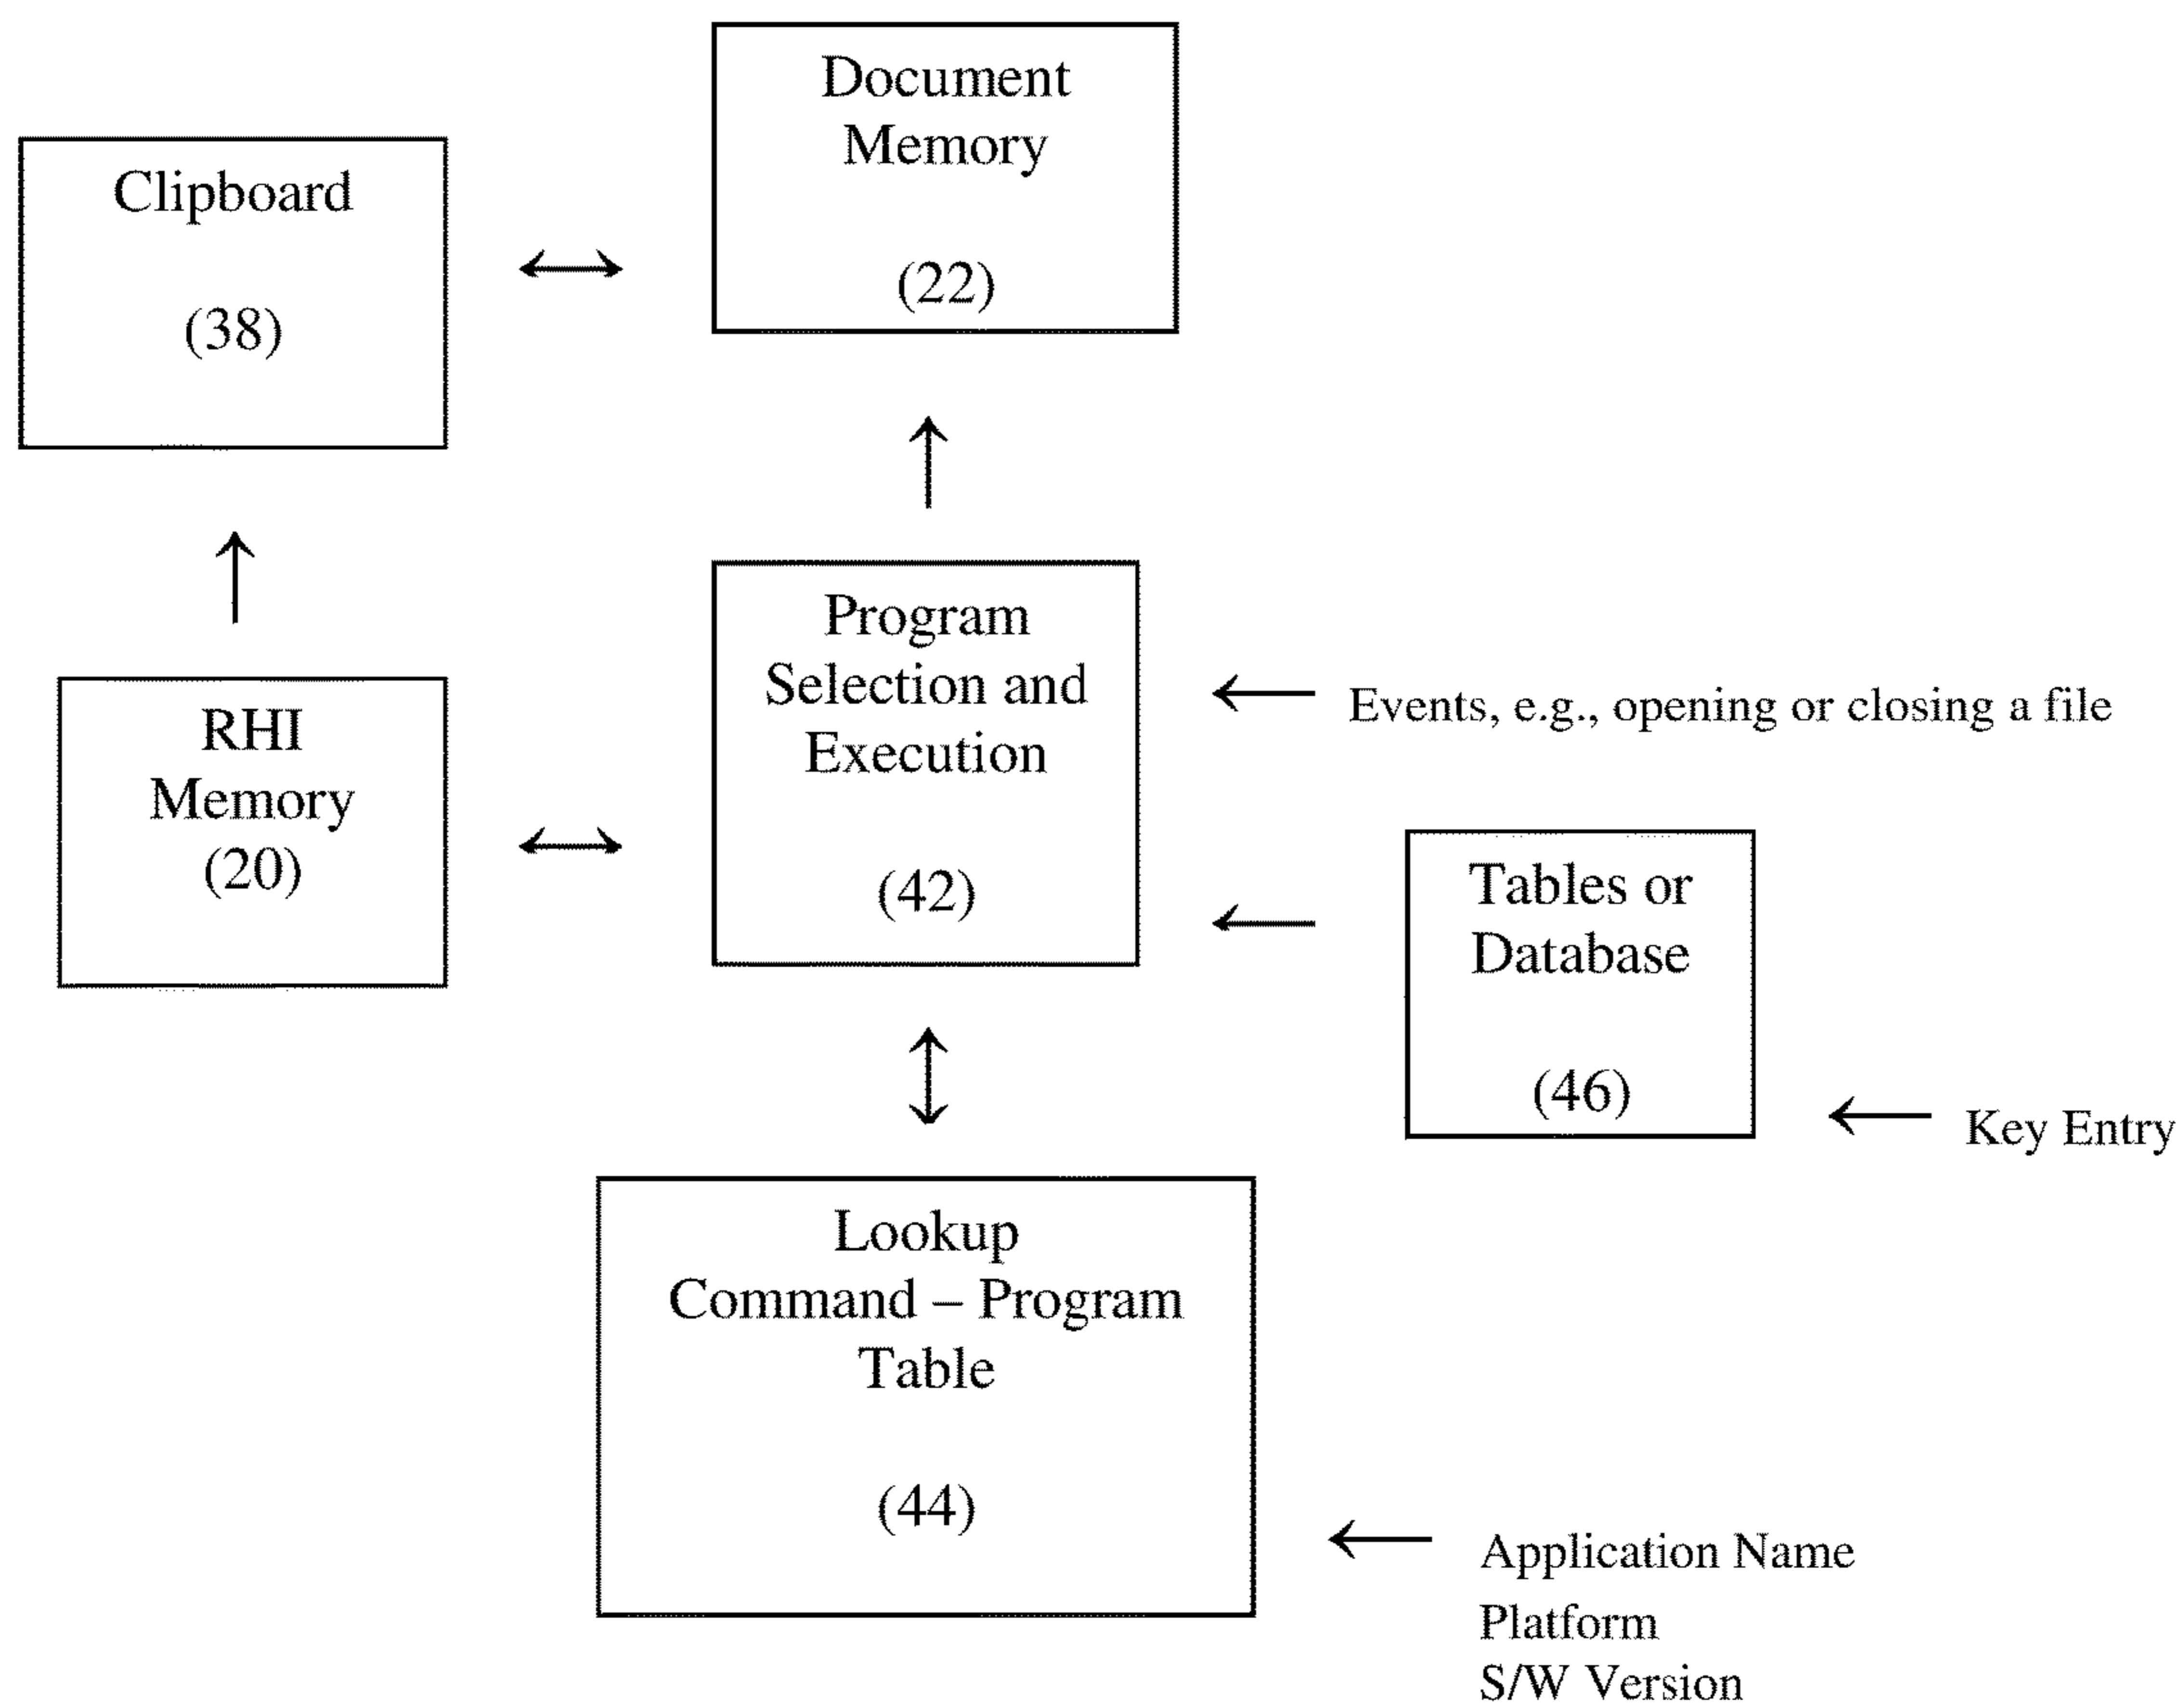 Document
Memory
(22)
Clipboard
(38)
Program
Selection and
Execution
(42)
RHI
Memory
(20)
Events, e.g., opening or closing a file
Tables or
Database
(46)
Key Entry
Lookup
Command – Program
Table
(44)
Application Name
Platform
S/W Version